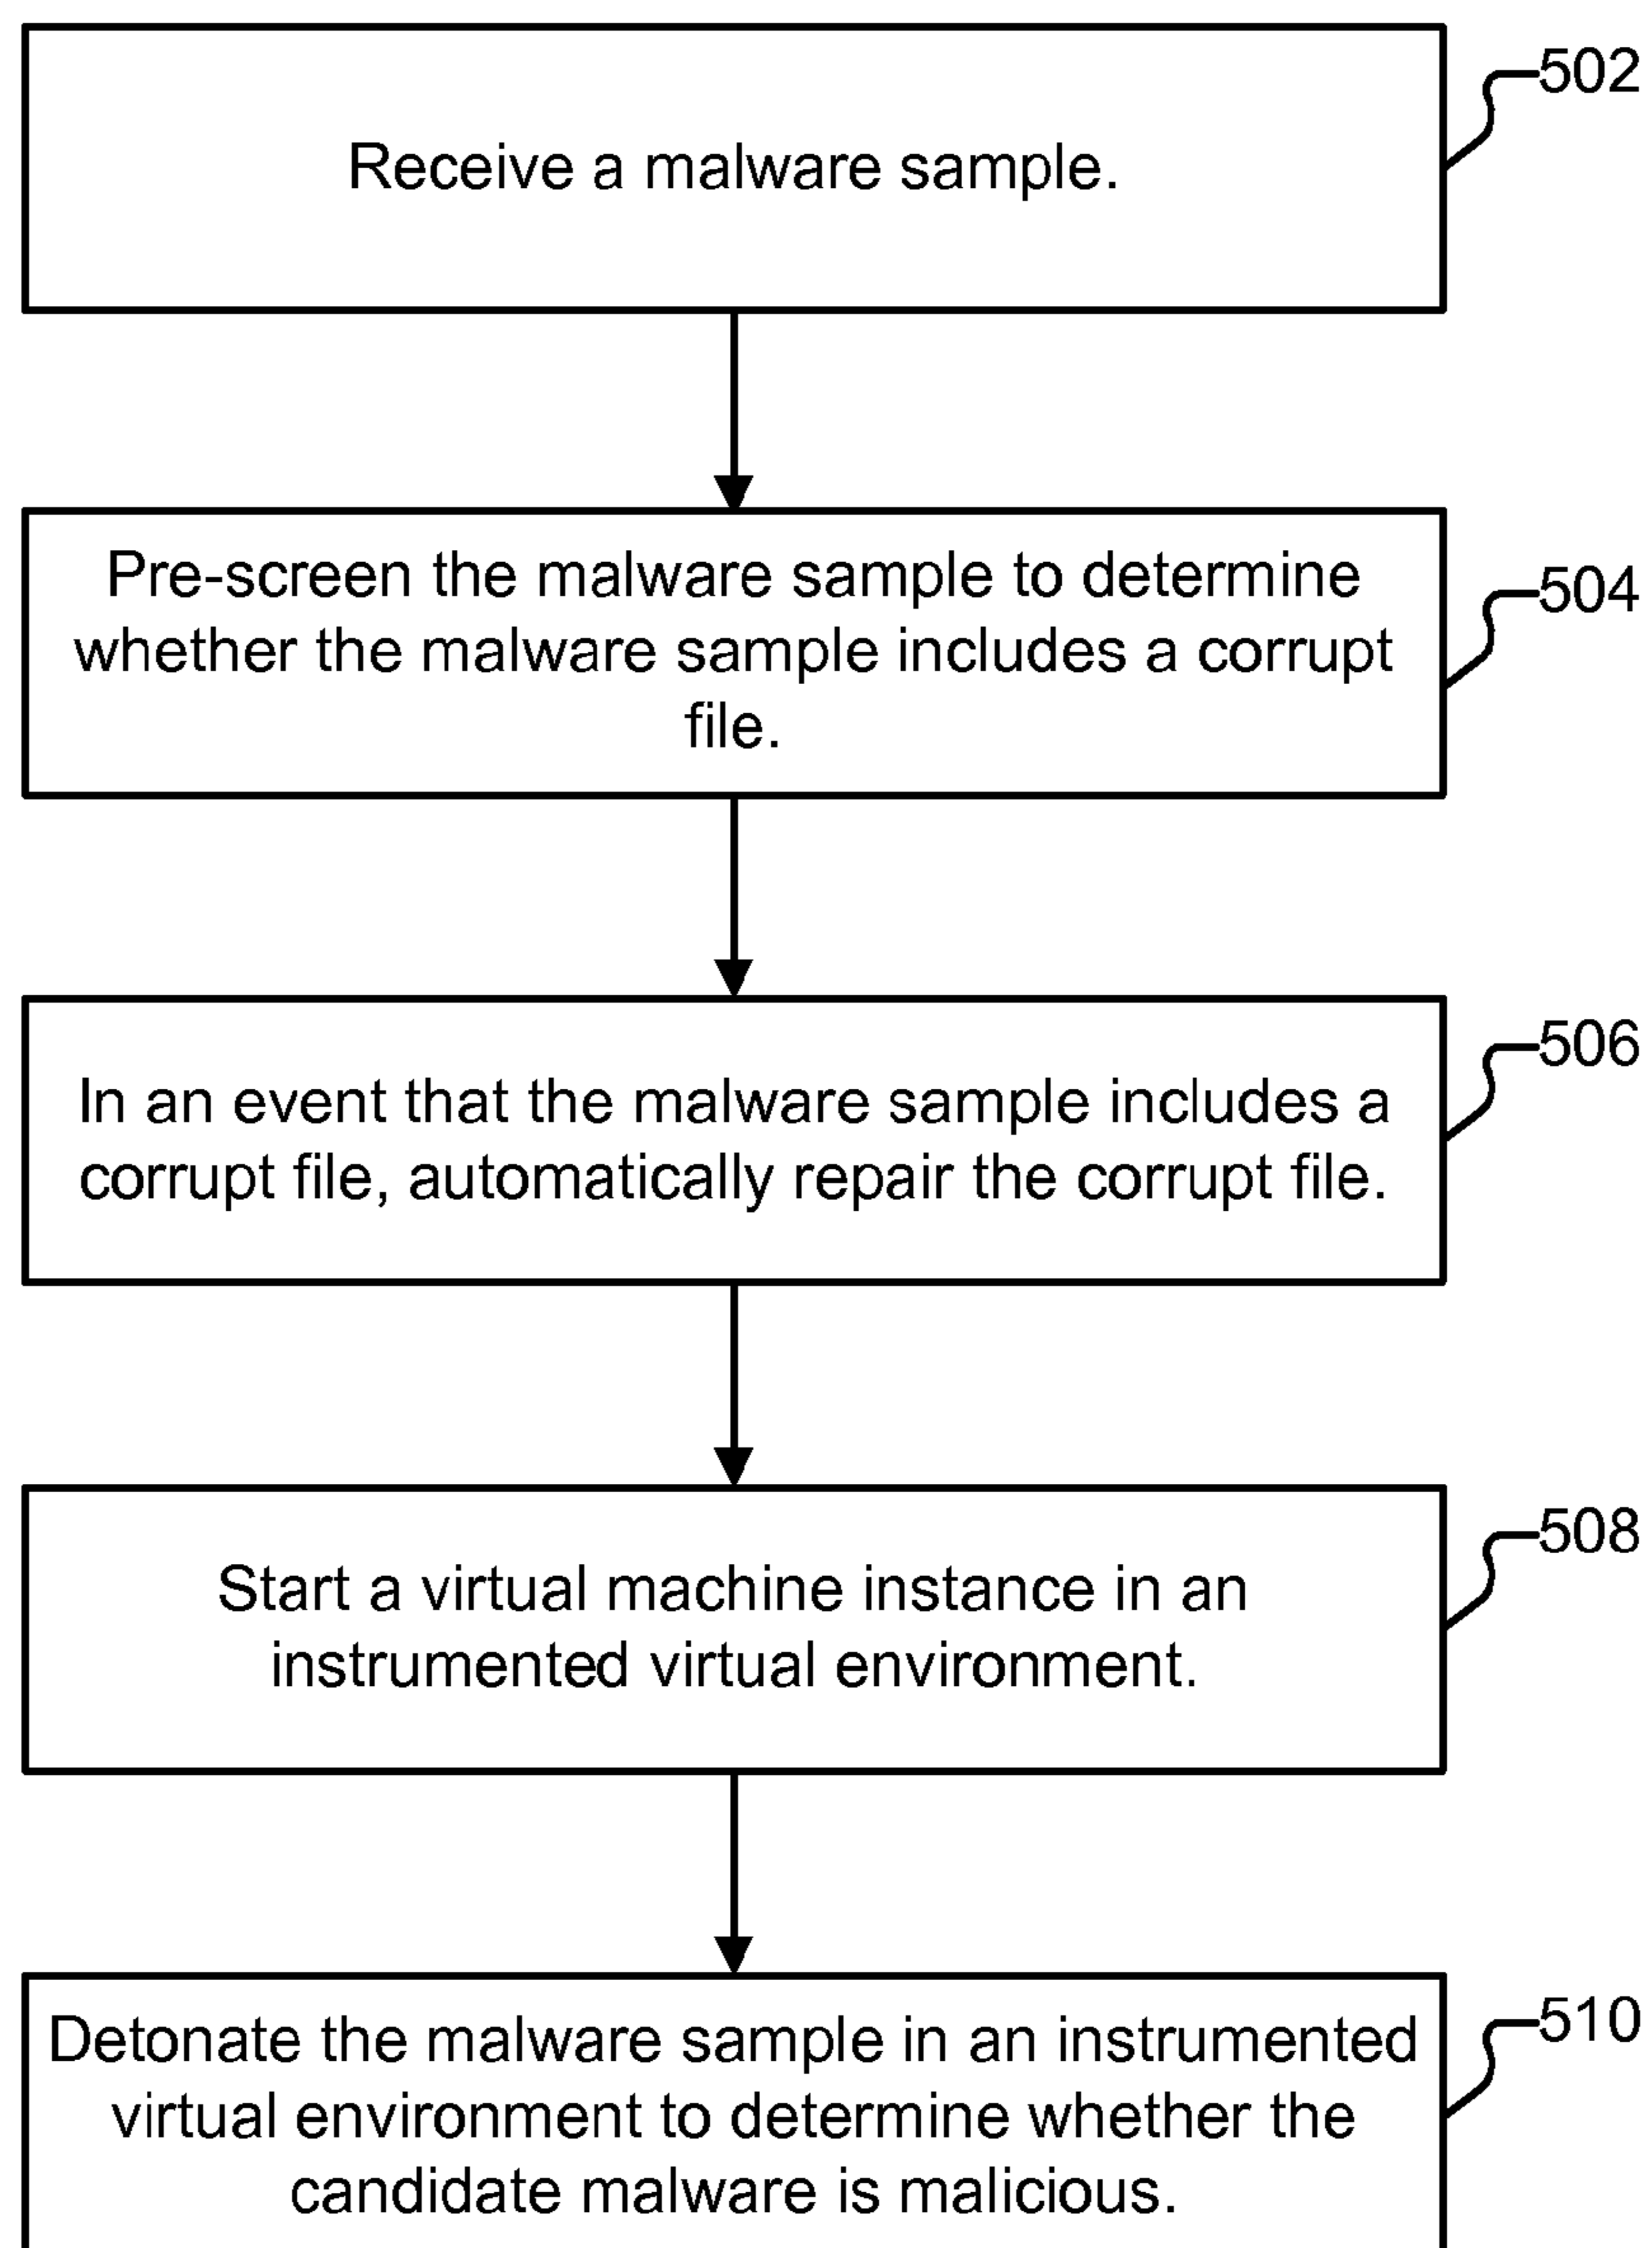 Receive a malware sample.
502
Pre-screen the malware sample to determine
whether the malware sample includes a corrupt
file.
504
In an event that the malware sample includes a
corrupt file, automatically repair the corrupt file.
506
Start a virtual machine instance in an
instrumented virtual environment.
508
Detonate the malware sample in an instrumented
virtual environment to determine whether the
candidate malware is malicious.
510